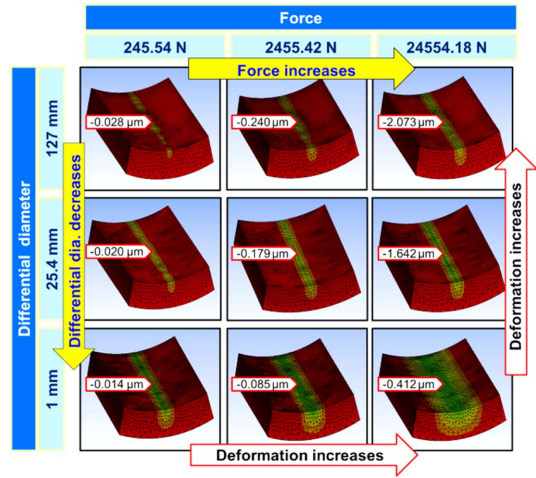 Force
245.54 N 2455.42 N 24554.18 N
Force increases
Differential diameter
127 mm
25.4 mm
1 mm
Differential dia. decreases
-0.028 µm -0.240 µm -2.073 µm
-0.020 µm -0.179 µm -1.642 µm
-0.014 µm -0.085 µm -0.412 µm
Deformation increases
Deformation increases